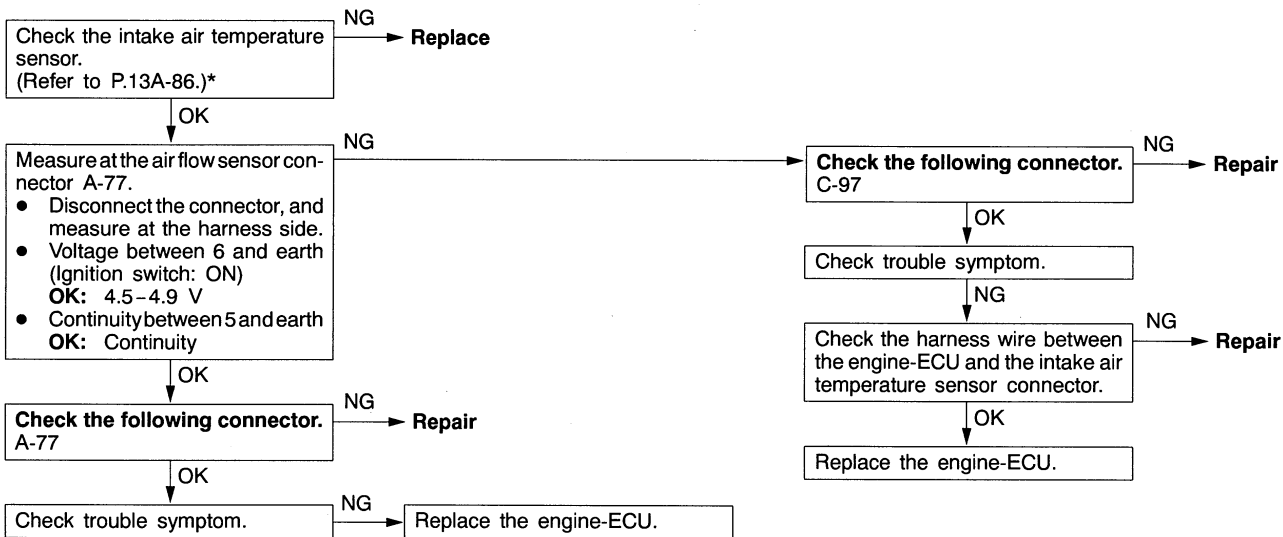 NG
Check the intake air temperature
sensor.
(Refer to P.13A-86.)*
Replace
OK
Measure at the air flow sensor con-
nector A-77.
● Disconnect the connector, and
measure at the harness side.
● Voltage between 6 and earth
(Ignition switch: ON)
OK: 4.5–4.9 V
● Continuity between 5 and earth
OK: Continuity
NG
OK
Check the following connector.
A-77
NG
Repair
OK
Check trouble symptom.
NG
Replace the engine-ECU.
Check the following connector.
C-97
NG
Repair
OK
Check trouble symptom.
NG
Check the harness wire between
the engine-ECU and the intake air
temperature sensor connector.
NG
Repair
OK
Replace the engine-ECU.